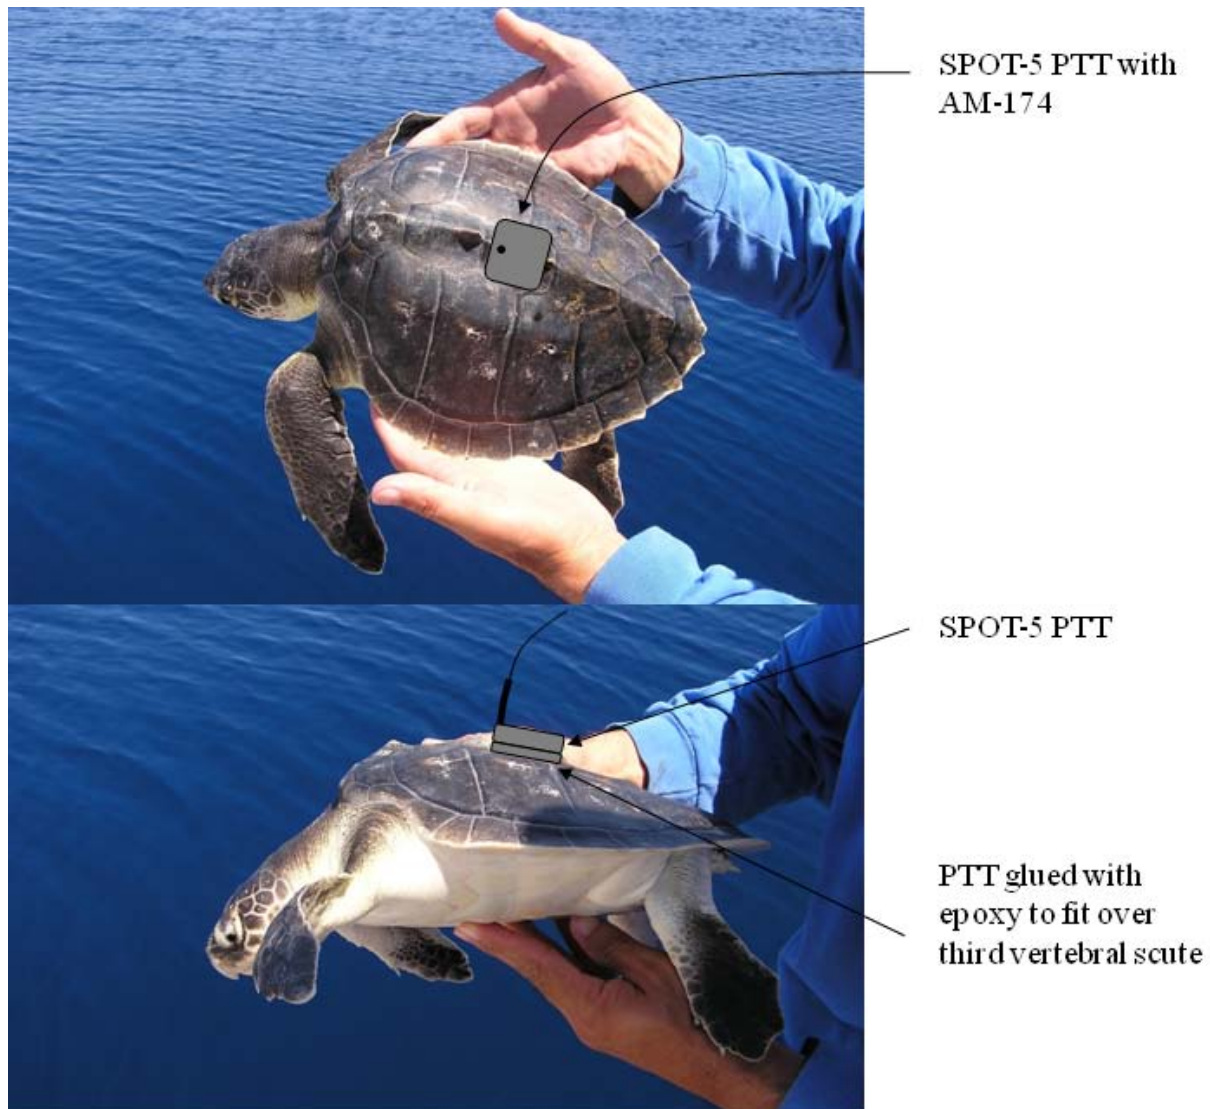 SPOT-5 PTT with
AM-174
SPOT-5 PTT
PTT glued with
epoxy to fit over
third vertebral scute